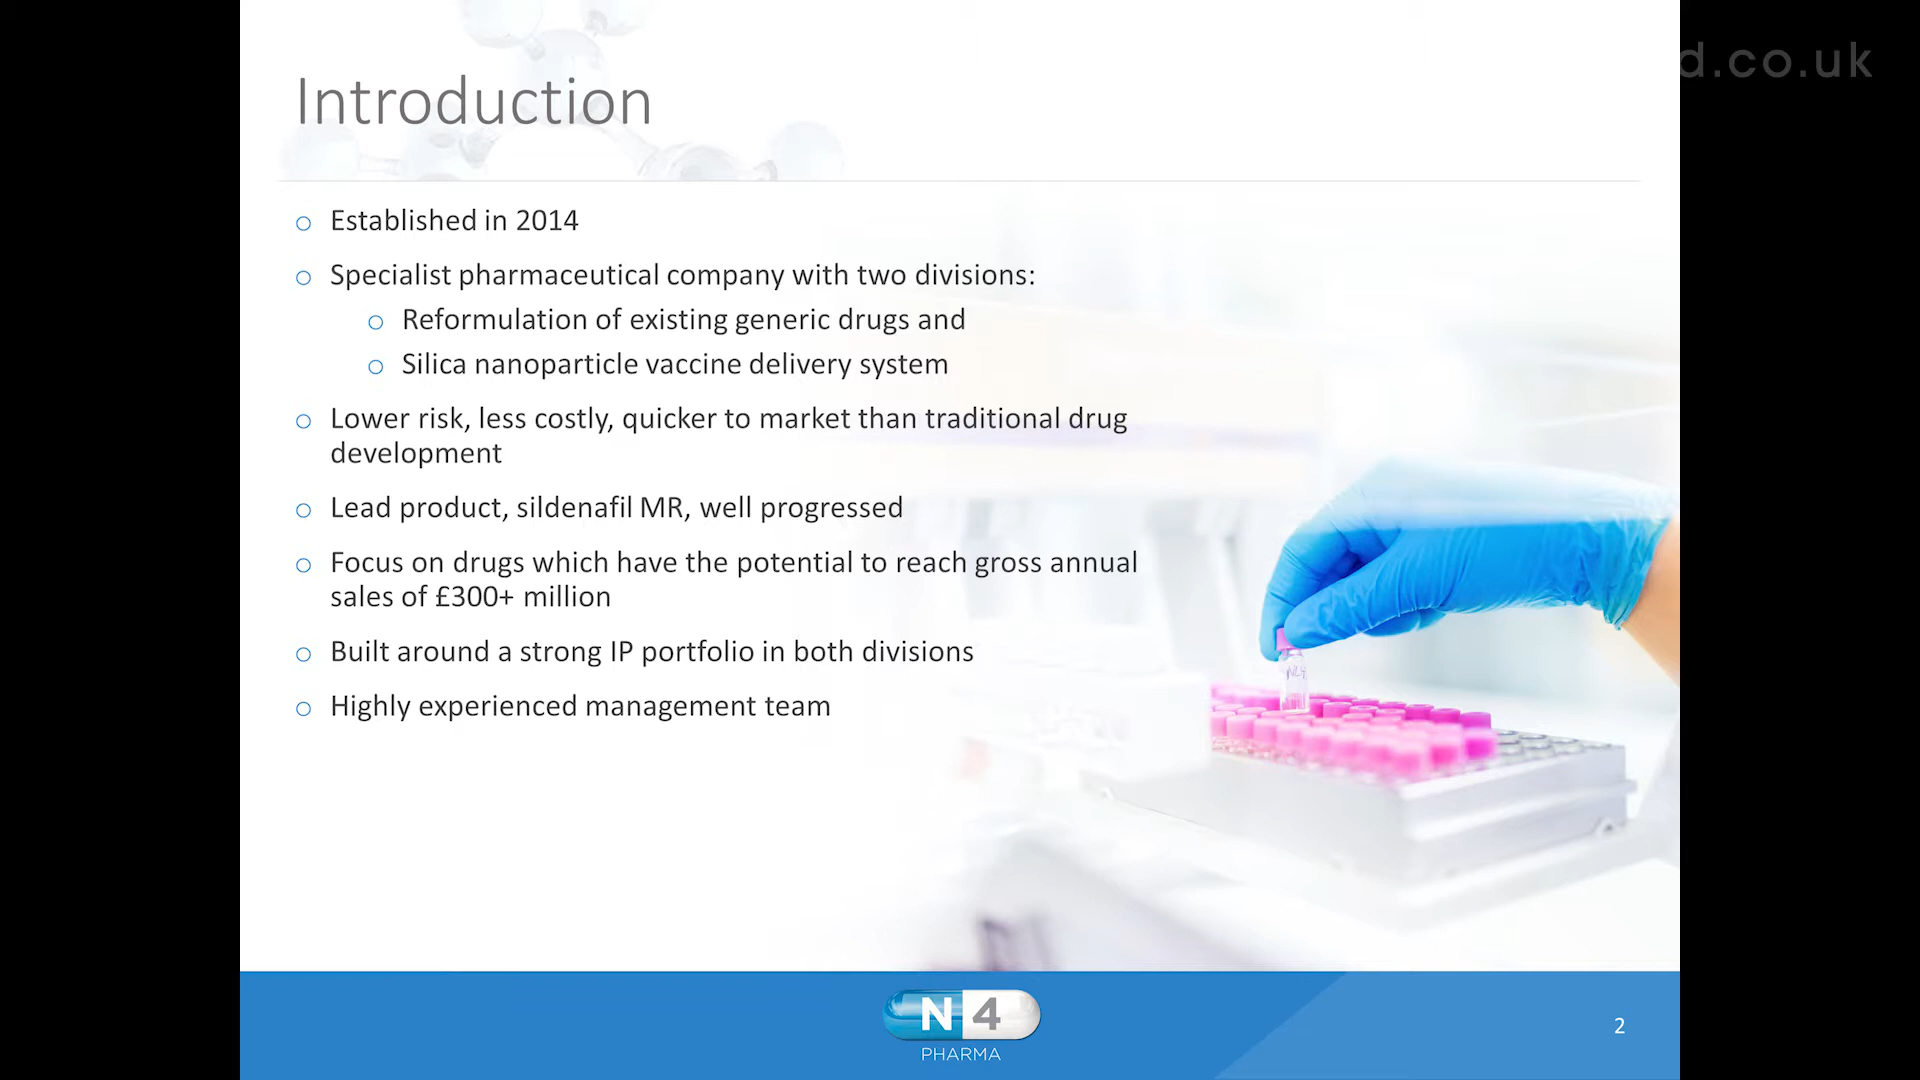 d.co.uk
Introduction
Established in 2014
Specialist pharmaceutical company with two divisions:
Reformulation of existing generic drugs and
Silica nanoparticle vaccine delivery system
Lower risk, less costly, quicker to market than traditional drug
development
Lead product, sildenafil MR, well progressed
Focus on drugs which have the potential to reach gross annual
sales of £300+ million
Built around a strong IP portfolio in both divisions
Highly experienced management team
N4
PHARMA
2